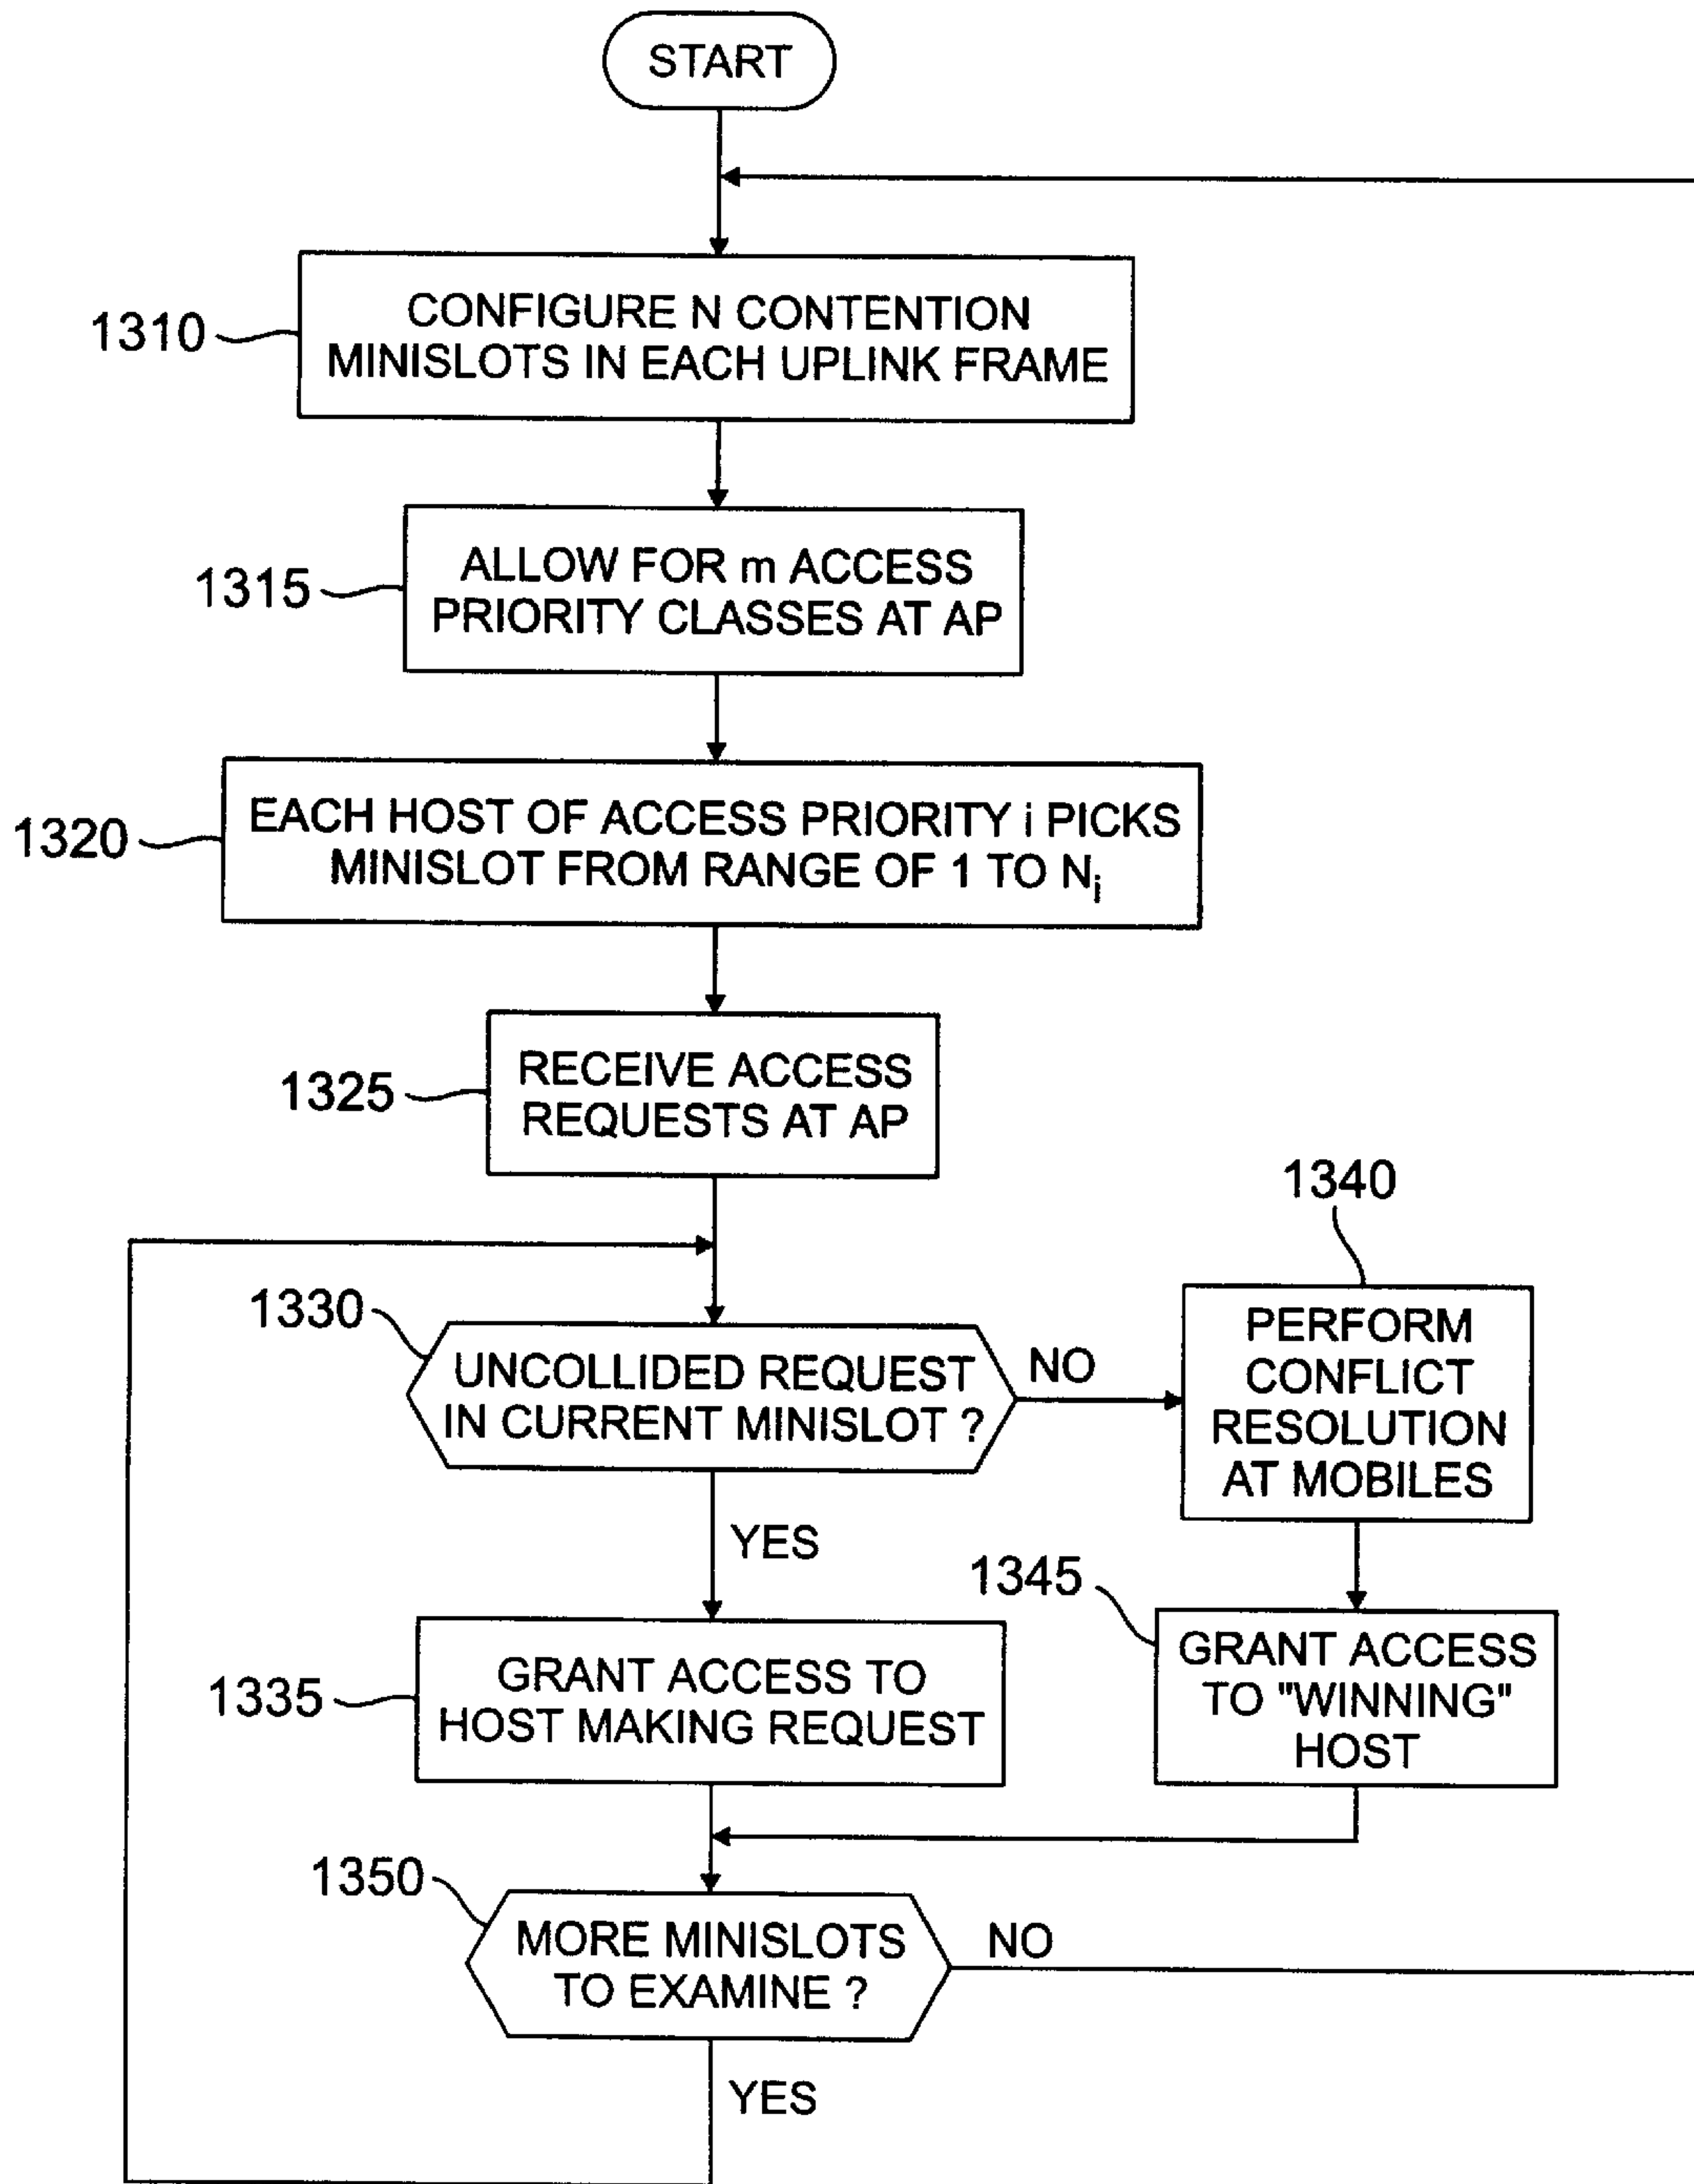 START
1310
CONFIGURE N CONTENTION
MINISLOTS IN EACH UPLINK FRAME
1315
ALLOW FOR m ACCESS
PRIORITY CLASSES AT AP
1320
EACH HOST OF ACCESS PRIORITY i PICKS
MINISLOT FROM RANGE OF 1 TO Nᵢ
1325
RECEIVE ACCESS
REQUESTS AT AP
1330
UNCOLLIDED REQUEST
IN CURRENT MINISLOT ?
NO
YES
1340
PERFORM
CONFLICT
RESOLUTION
AT MOBILES
1335
GRANT ACCESS TO
HOST MAKING REQUEST
1345
GRANT ACCESS
TO "WINNING"
HOST
1350
MORE MINISLOTS
TO EXAMINE ?
NO
YES